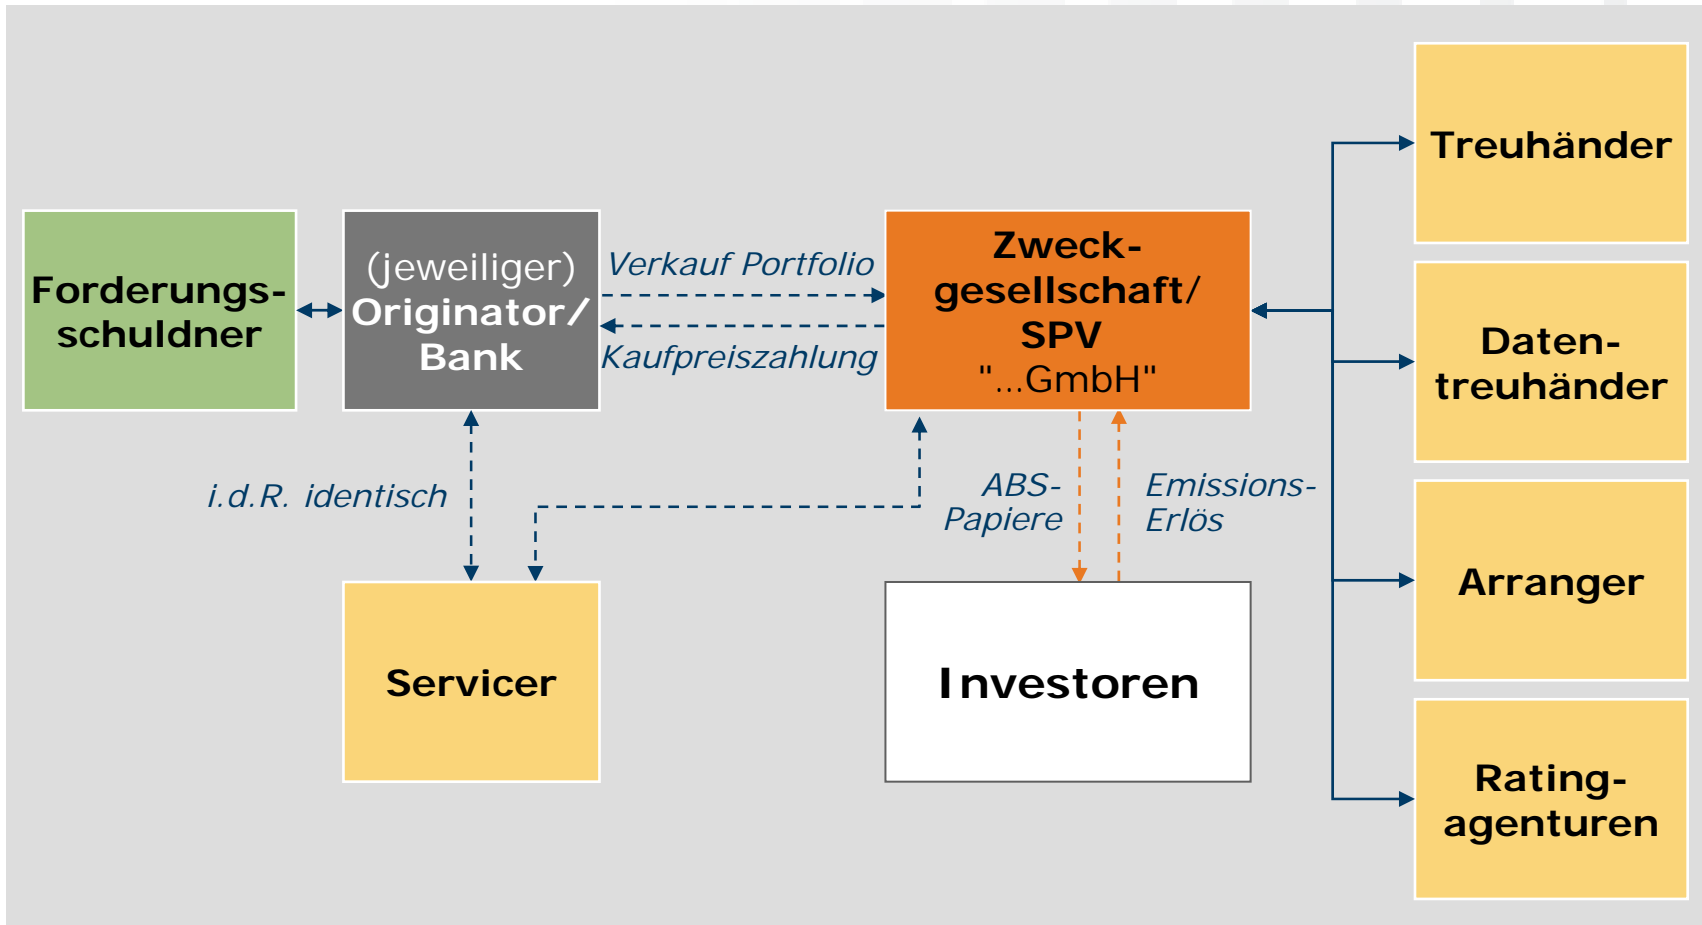 Forderungs-
schuldner
(jeweiliger)
Originator/
Bank
Verkauf Portfolio
Kaufpreiszahlung
Zweck-
gesellschaft/
SPV
"...GmbH"
i.d.R. identisch
ABS-
Papiere
Emissions-
Erlös
Servicer
Investoren
Treuhänder
Daten-
treuhänder
Arranger
Rating-
agenturen